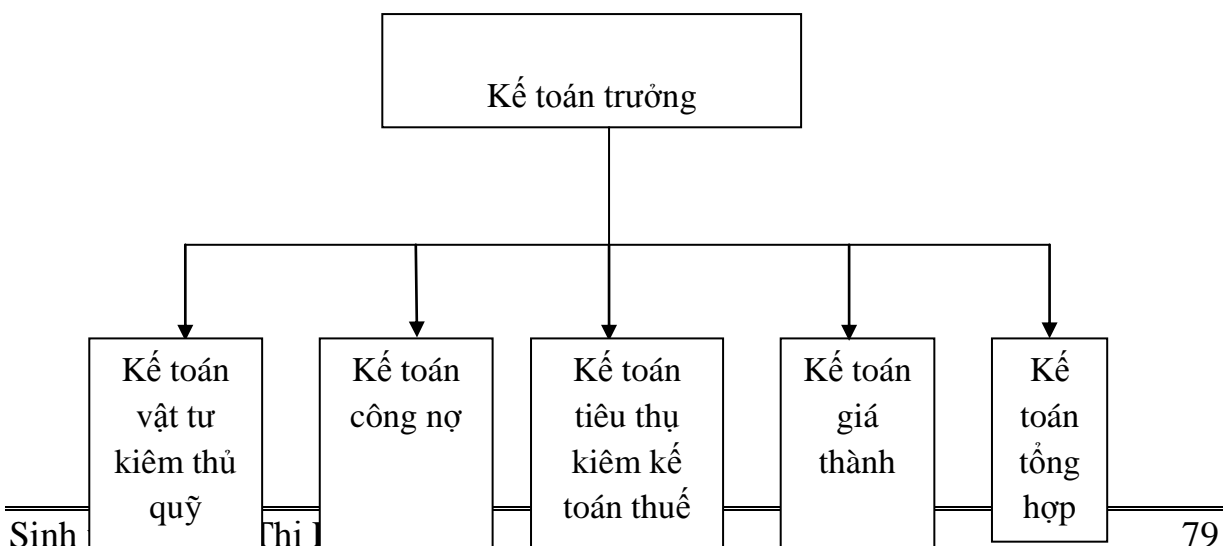 Kế toán trưởng
Kế toán
vật tư
kiêm thủ
quỹ
Kế toán
công nợ
Kế toán
tiêu thụ
kiêm kế
toán thuế
Kế toán
giá
thành
Kế
toán
tổng
hợp
Sinh Thi 79